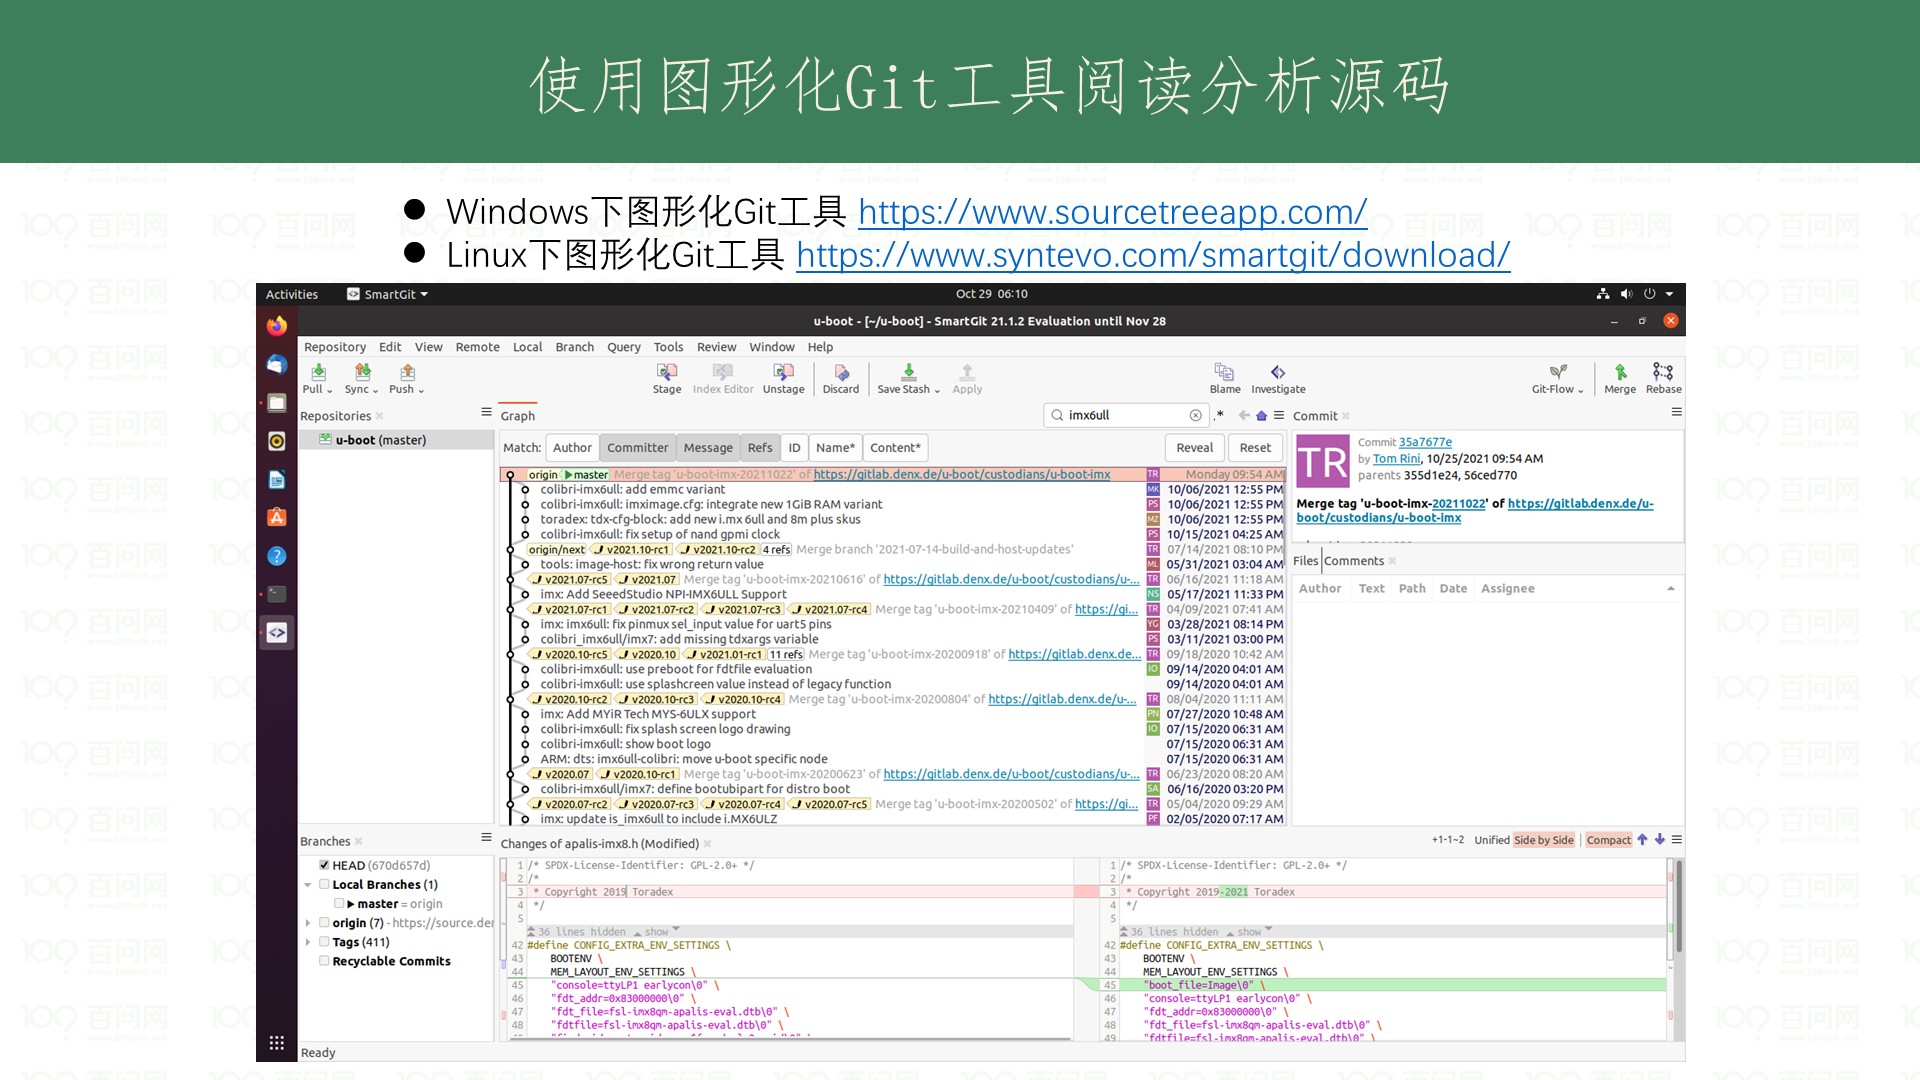 使用图形化Git工具阅读分析源码
● Windows下图形化Git工具 https://www.sourcetreeapp.com/
● Linux下图形化Git工具 https://www.syntevo.com/smartgit/download/
Activities SmartGit Oct 29 06:10
u-boot - [~/u-boot] - SmartGit 21.1.2 Evaluation until Nov 28
Repository Edit View Remote Local Branch Query Tools Review Window Help
Pull Sync Push Stage Index Editor Unstage Discard Save Stash Apply Blame Investigate Git-Flow Merge Rebase
Repositories
u-boot (master)
Graph imx6ull .*
Match: Author Committer Message Refs ID Name* Content* Reveal Reset
origin master Merge tag 'u-boot-imx-20211022' of https://gitlab.denx.de/u-boot/custodians/u-boot-imx TR Monday 09:54 AM
colibri-imx6ull: add emmc variant MK 10/06/2021 12:55 PM
colibri-imx6ull: imximage.cfg: integrate new 1GiB RAM variant PS 10/06/2021 12:55 PM
toradex: tdx-cfg-block: add new i.mx 6ull and 8m plus skus MZ 10/06/2021 12:55 PM
colibri-imx6ull: fix setup of nand gpmi clock PS 10/15/2021 04:25 AM
origin/next v2021.10-rc1 v2021.10-rc2 4 refs Merge branch '2021-07-14-build-and-host-updates' TR 07/14/2021 08:10 PM
tools: image-host: fix wrong return value ML 05/31/2021 03:04 AM
v2021.07-rc5 v2021.07 Merge tag 'u-boot-imx-20210616' of https://gitlab.denx.de/u-boot/custodians/u-... TR 06/16/2021 11:18 AM
imx: Add SeeedStudio NPI-IMX6ULL Support NS 05/17/2021 11:33 PM
v2021.07-rc1 v2021.07-rc2 v2021.07-rc3 v2021.07-rc4 Merge tag 'u-boot-imx-20210409' of https://gi... TR 04/09/2021 07:41 AM
imx: imx6ull: fix pinmux sel_input value for uart5 pins YG 03/28/2021 08:14 PM
colibri_imx6ull/imx7: add missing tdxargs variable PS 03/11/2021 03:00 PM
v2020.10-rc5 v2020.10 v2021.01-rc1 11 refs Merge tag 'u-boot-imx-20200918' of https://gitlab.denx.de... TR 09/18/2020 10:42 AM
colibri-imx6ull: use preboot for fdtfile evaluation IO 09/14/2020 04:01 AM
colibri-imx6ull: use splashcreen value instead of legacy function 09/14/2020 04:01 AM
v2020.10-rc2 v2020.10-rc3 v2020.10-rc4 Merge tag 'u-boot-imx-20200804' of https://gitlab.denx.de/u-... TR 08/04/2020 11:11 AM
imx: Add MYiR Tech MYS-6ULX support PN 07/27/2020 10:48 AM
colibri-imx6ull: fix splash screen logo drawing IO 07/15/2020 06:31 AM
colibri-imx6ull: show boot logo 07/15/2020 06:31 AM
ARM: dts: imx6ull-colibri: move u-boot specific node 07/15/2020 06:31 AM
v2020.07 v2020.10-rc1 Merge tag 'u-boot-imx-20200623' of https://gitlab.denx.de/u-boot/custodians/u-... TR 06/23/2020 08:20 AM
colibri-imx6ull/imx7: define bootubipart for distro boot SA 06/16/2020 03:20 PM
v2020.07-rc2 v2020.07-rc3 v2020.07-rc4 v2020.07-rc5 Merge tag 'u-boot-imx-20200502' of https://gi... TR 05/04/2020 09:29 AM
imx: update is_imx6ull to include i.MX6ULZ PF 02/05/2020 07:17 AM
Commit
TR
Commit 35a7677e
by Tom Rini, 10/25/2021 09:54 AM
parents 355d1e24, 56ced770
Merge tag 'u-boot-imx-20211022' of https://gitlab.denx.de/u-
boot/custodians/u-boot-imx
Files Comments
Author Text Path Date Assignee
Branches
HEAD (670d657d)
Local Branches (1)
master = origin
origin (7) - https://source.der
Tags (411)
Recyclable Commits
Changes of apalis-imx8.h (Modified) +1-1~2 Unified Side by Side Compact
1 /* SPDX-License-Identifier: GPL-2.0+ */
2 /*
3 * Copyright 2019 Toradex
4 */
5
36 lines hidden show
42 #define CONFIG_EXTRA_ENV_SETTINGS \
43 BOOTENV \
44 MEM_LAYOUT_ENV_SETTINGS \
45 "console=ttyLP1 earlycon\0" \
46 "fdt_addr=0x83000000\0" \
47 "fdt_file=fsl-imx8qm-apalis-eval.dtb\0" \
48 "fdtfile=fsl-imx8qm-apalis-eval.dtb\0" \
1 /* SPDX-License-Identifier: GPL-2.0+ */
2 /*
3 * Copyright 2019-2021 Toradex
4 */
5
36 lines hidden show
42 #define CONFIG_EXTRA_ENV_SETTINGS \
43 BOOTENV \
44 MEM_LAYOUT_ENV_SETTINGS \
45 "boot_file=Image\0" \
46 "console=ttyLP1 earlycon\0" \
47 "fdt_addr=0x83000000\0" \
48 "fdt_file=fsl-imx8qm-apalis-eval.dtb\0" \
49 "fdtfile=fsl-imx8qm-apalis-eval.dtb\0" \
Ready